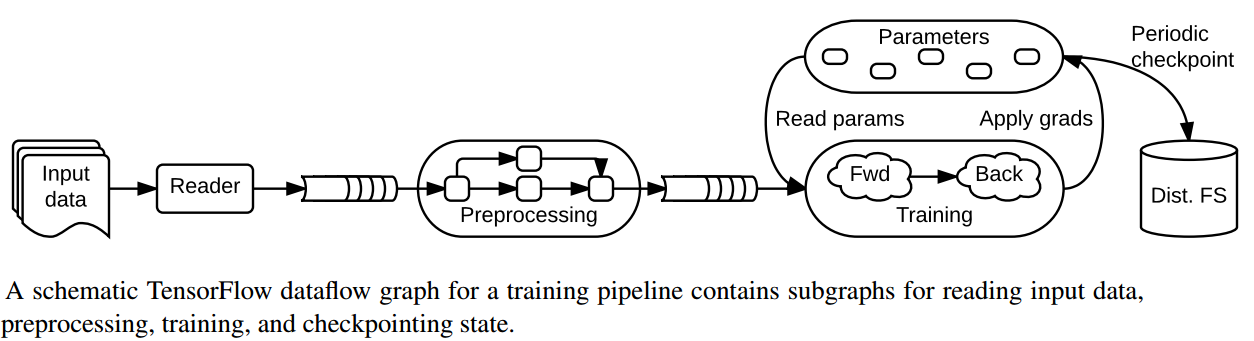 Periodic
checkpoint
Parameters
Read params
Apply grads
Input
data
Reader
Preprocessing
Fwd
Back
Training
Dist. FS
A schematic TensorFlow dataflow graph for a training pipeline contains subgraphs for reading input data,
preprocessing, training, and checkpointing state.